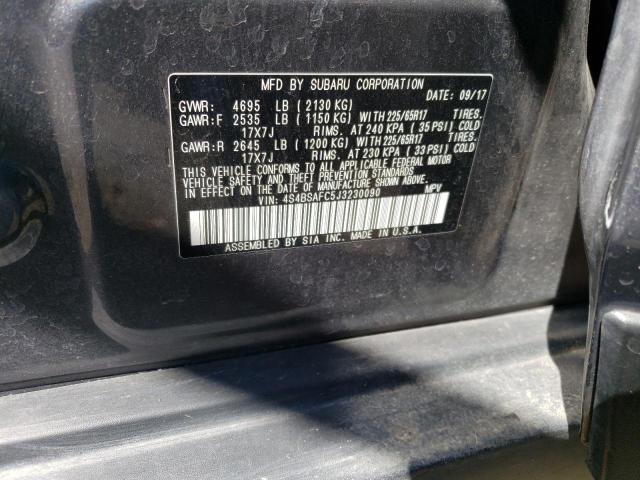 MFD BY SUBARU CORPORATION
GVWR: 4695 LB ( 2130 KG) DATE: 09/17
GAWR:F 2535 LB ( 1150 KG) WITH 225/65R17 TIRES.
17X7J RIMS. AT 240 KPA ( 35 PSI) COLD
GAWR:R 2645 LB ( 1200 KG) WITH 225/65R17 TIRES.
17X7J RIMS. AT 230 KPA ( 33 PSI) COLD
THIS VEHICLE CONFORMS TO ALL APPLICABLE FEDERAL MOTOR
VEHICLE SAFETY AND THEFT PREVENTION STANDARDS
IN EFFECT ON THE DATE OF MANUFACTURE SHOWN ABOVE.
VIN: 4S4BSAFC5J3230090 MPV
ASSEMBLED BY SIA INC. MADE IN U.S.A.